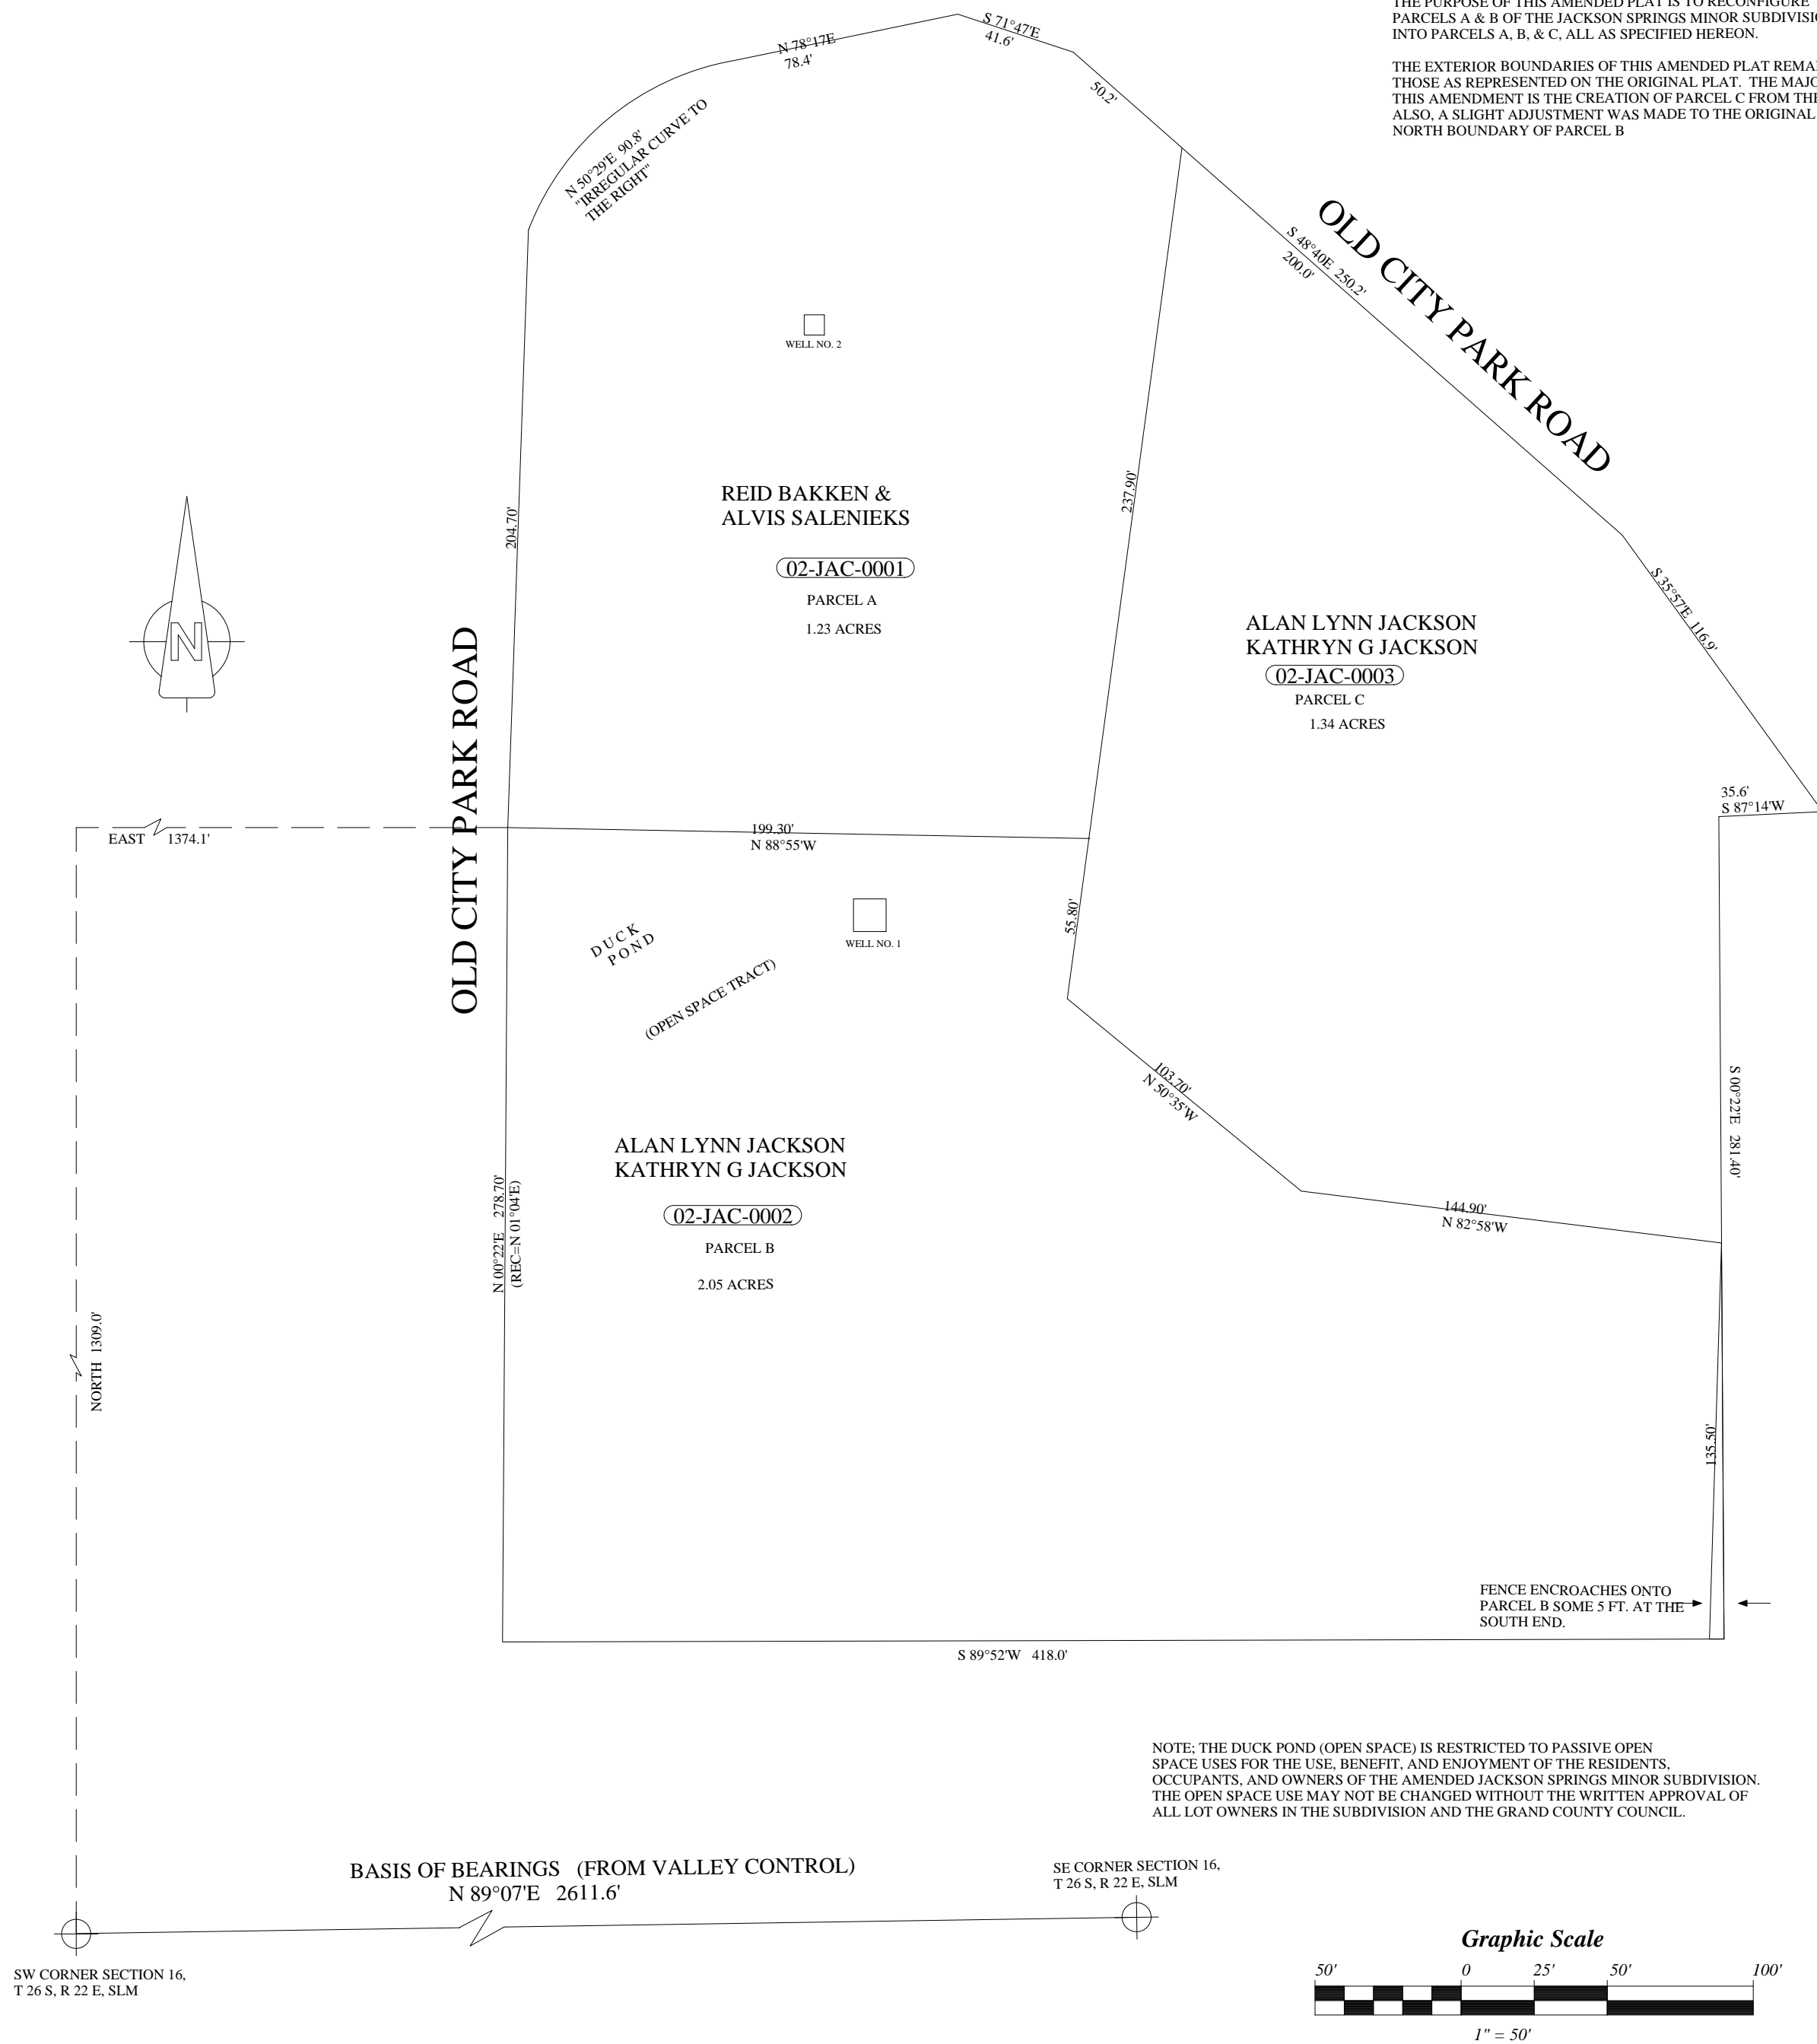 THE PURPOSE OF THIS AMENDED PLAT IS TO RECONFIGURE
PARCELS A & B OF THE JACKSON SPRINGS MINOR
INTO PARCELS A, B, & C, ALL AS SPECIFIED HEREON.
THE EXTERIOR BOUNDARIES OF THIS AMENDED PLAT
THOSE AS REPRESENTED ON THE ORIGINAL PLAT. THE
THIS AMENDMENT IS THE CREATION OF PARCEL C FROM THE
ALSO, A SLIGHT ADJUSTMENT WAS MADE TO THE ORIGINAL
NORTH BOUNDARY OF PARCEL B
S 71°47'E
41.6'
N 78°17'E
78.4'
50.2'
N 50°29'E 90.8'
"IRREGULAR CURVE TO
THE RIGHT"
OLD CITY PARK ROAD
S 48°40'E 250.2'
200.0'
WELL NO. 2
237.90'
204.70'
REID BAKKEN &
ALVIS SALENIEKS
02-JAC-0001
PARCEL A
1.23 ACRES
S 35°57'E 116.9'
N
ALAN LYNN JACKSON
KATHRYN G JACKSON
02-JAC-0003
PARCEL C
1.34 ACRES
OLD CITY PARK ROAD
35.6'
S 87°14'W
EAST 1374.1'
199.30'
N 88°55'W
DUCK
POND
WELL NO. 1
55.80'
(OPEN SPACE TRACT)
103.70'
N 50°35'W
S 00°22'E 281.40'
ALAN LYNN JACKSON
KATHRYN G JACKSON
02-JAC-0002
PARCEL B
2.05 ACRES
N 00°22'E 278.70'
(REC=N 01°04'E)
144.90'
N 82°58'W
NORTH 1309.0'
135.50'
FENCE ENCROACHES ONTO
PARCEL B SOME 5 FT. AT THE
SOUTH END.
S 89°52'W 418.0'
NOTE; THE DUCK POND (OPEN SPACE) IS RESTRICTED TO PASSIVE OPEN
SPACE USES FOR THE USE, BENEFIT, AND ENJOYMENT OF THE RESIDENTS,
OCCUPANTS, AND OWNERS OF THE AMENDED JACKSON SPRINGS MINOR SUBDIVISION.
THE OPEN SPACE USE MAY NOT BE CHANGED WITHOUT THE WRITTEN APPROVAL OF
ALL LOT OWNERS IN THE SUBDIVISION AND THE GRAND COUNTY COUNCIL.
BASIS OF BEARINGS (FROM VALLEY CONTROL)
N 89°07'E 2611.6'
SE CORNER SECTION 16,
T 26 S, R 22 E, SLM
SW CORNER SECTION 16,
T 26 S, R 22 E, SLM
Graphic Scale
50' 0 25' 50' 100'
1" = 50'